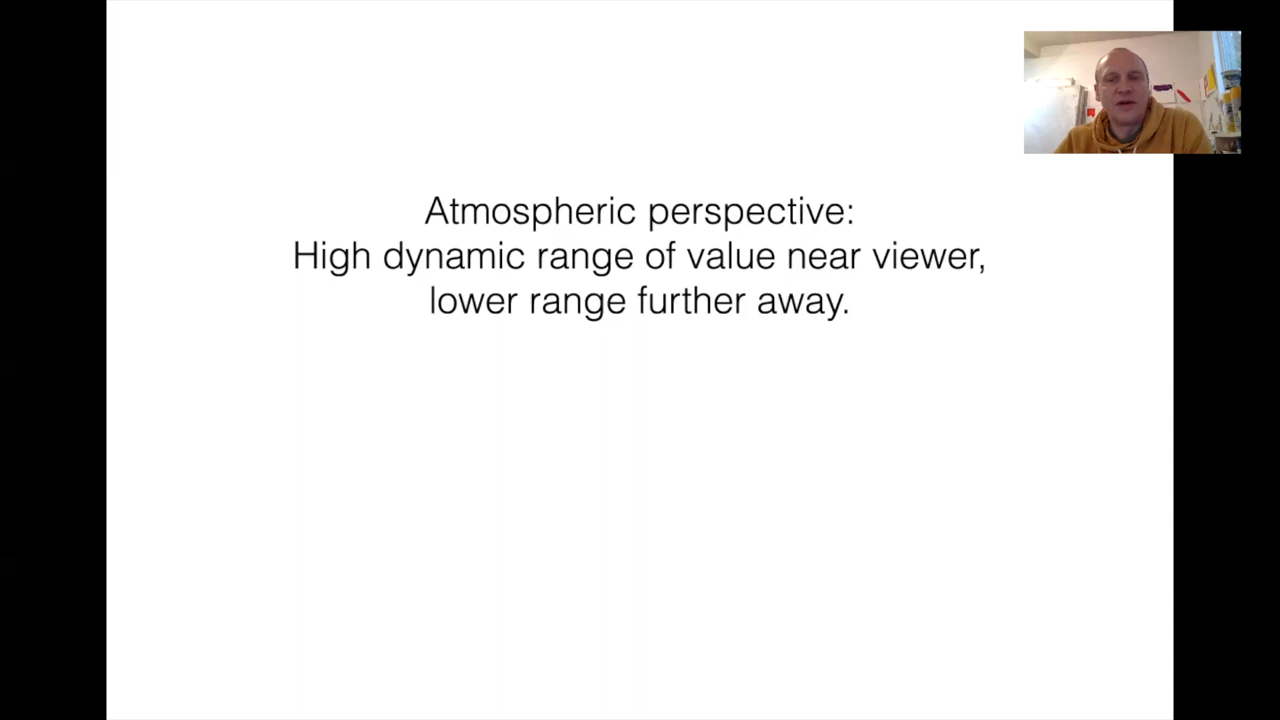 Atmospheric perspective:
High dynamic range of value near viewer,
lower range further away.